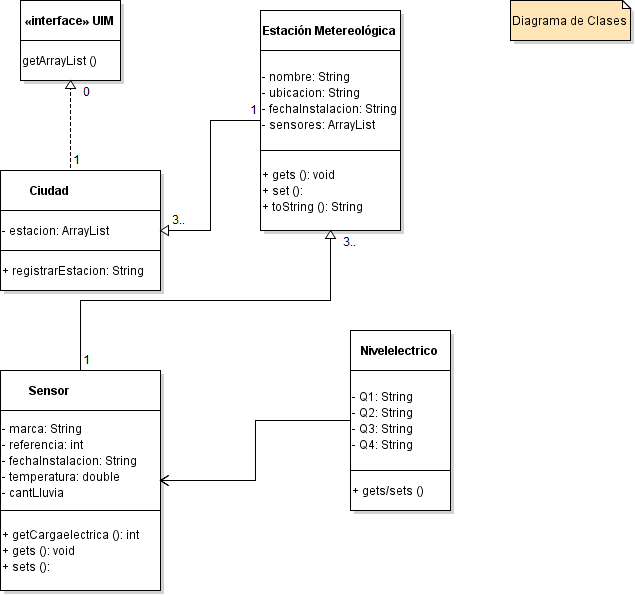 «interface» UIM
getArrayList ()
0
1
Estación Metereológica
- nombre: String
- ubicacion: String
- fechaInstalacion: String
- sensores: ArrayList
+ gets (): void
+ set ():
+ toString (): String
Diagrama de Clases
1
3..
3..
Ciudad
- estacion: ArrayList
+ registrarEstacion: String
1
Sensor
- marca: String
- referencia: int
- fechaInstalacion: String
- temperatura: double
- cantLluvia
+ getCargaelectrica (): int
+ gets (): void
+ sets ():
Nivelelectrico
- Q1: String
- Q2: String
- Q3: String
- Q4: String
+ gets/sets ()